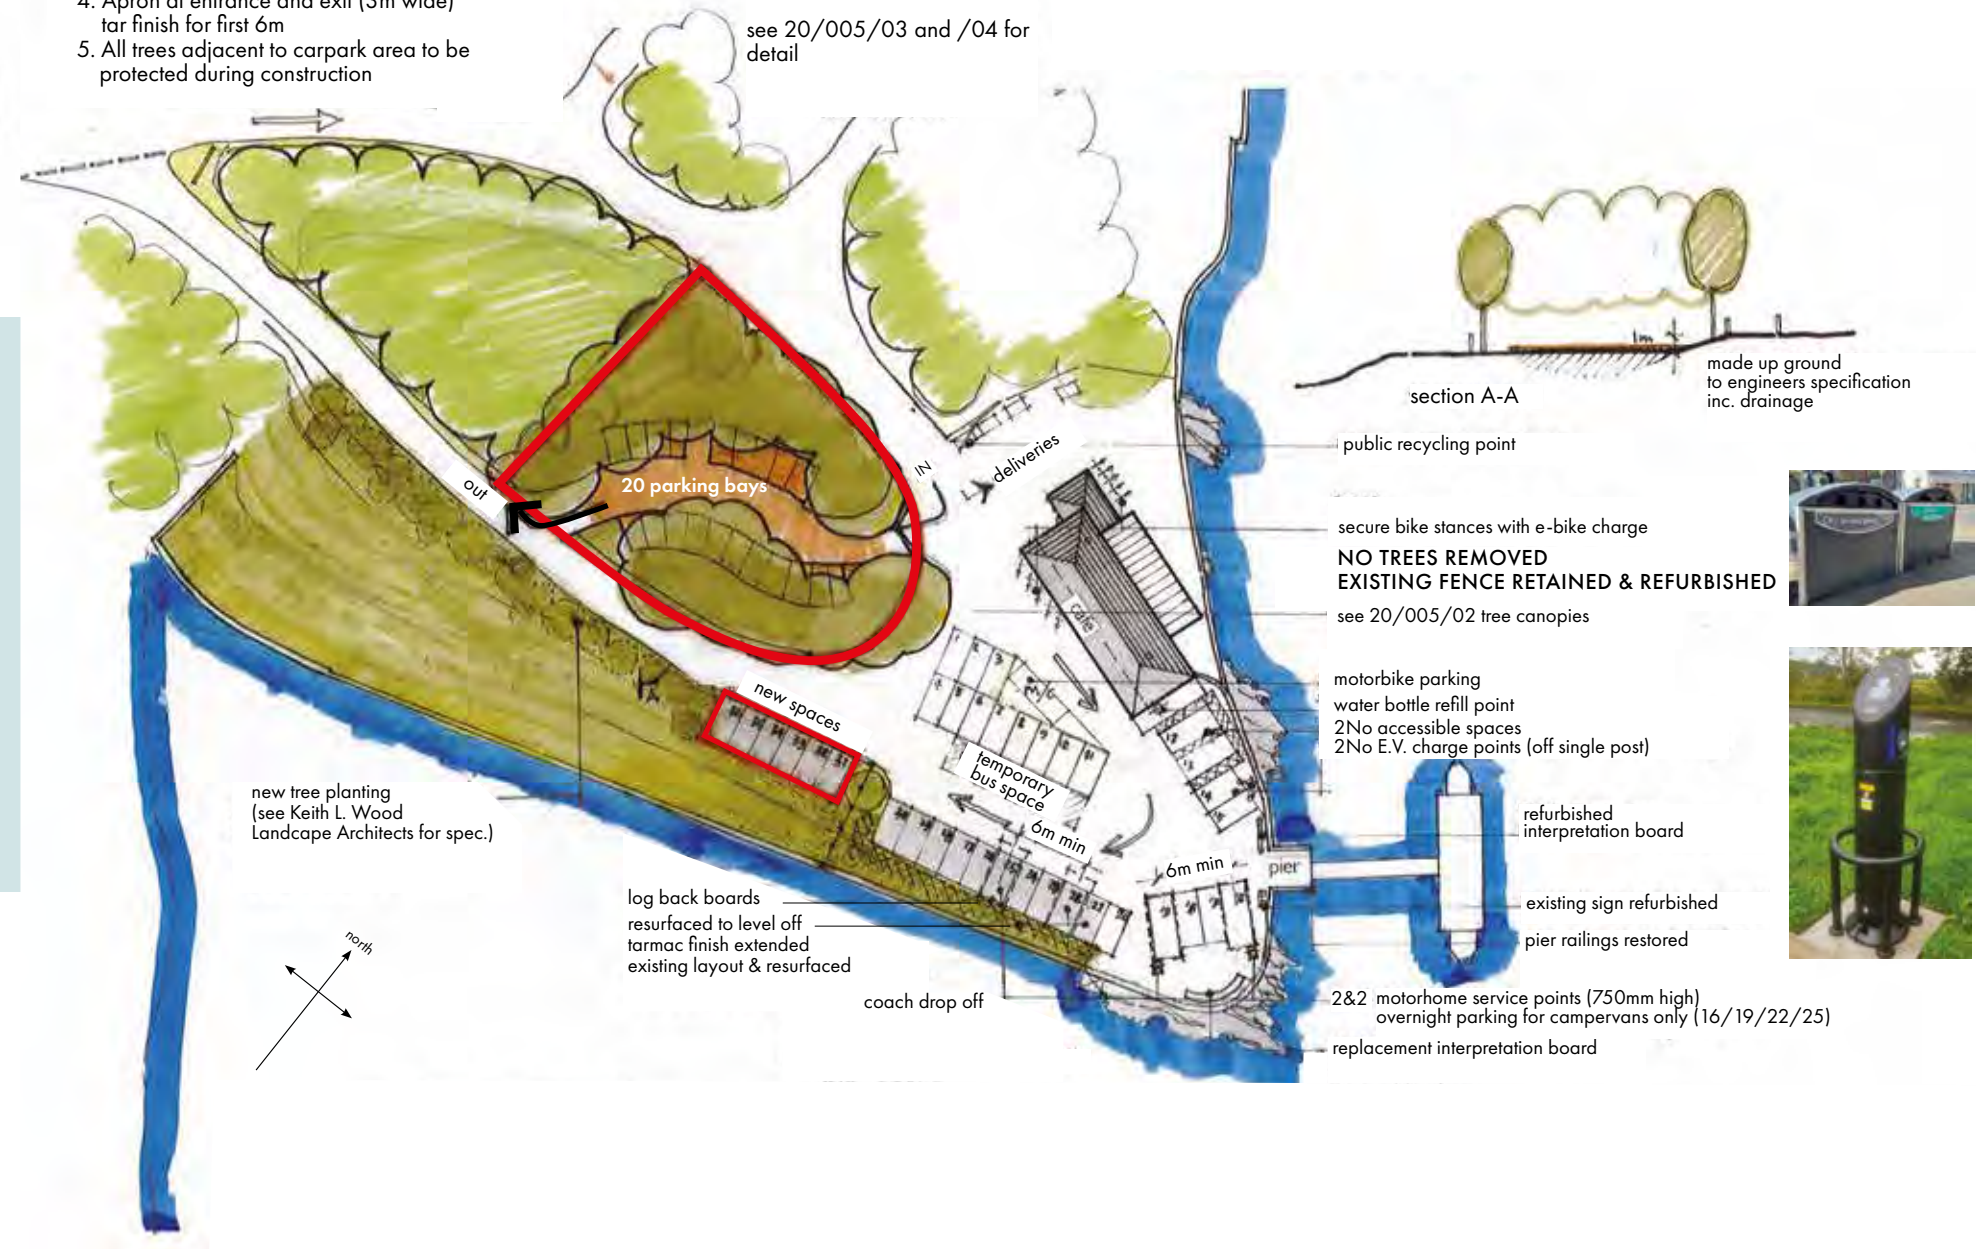 4. Apron at entrance and exit (3m wide)
tar finish for first 6m
5. All trees adjacent to carpark area to be
protected during construction
see 20/005/03 and /04 for
detail
1m
section A-A
made up ground
to engineers specification
inc. drainage
public recycling point
deliveries
IN
out
20 parking bays
secure bike stances with e-bike charge
NO TREES REMOVED
EXISTING FENCE RETAINED & REFURBISHED
see 20/005/02 tree canopies
cafe
motorbike parking
water bottle refill point
2No accessible spaces
2No E.V. charge points (off single post)
new spaces
temporary
bus space
6m min
6m min
pier
new tree planting
(see Keith L. Wood
Landcape Architects for spec.)
refurbished
interpretation board
log back boards
resurfaced to level off
tarmac finish extended
existing layout & resurfaced
existing sign refurbished
pier railings restored
north
coach drop off
2&2 motorhome service points (750mm high)
overnight parking for campervans only (16/19/22/25)
replacement interpretation board